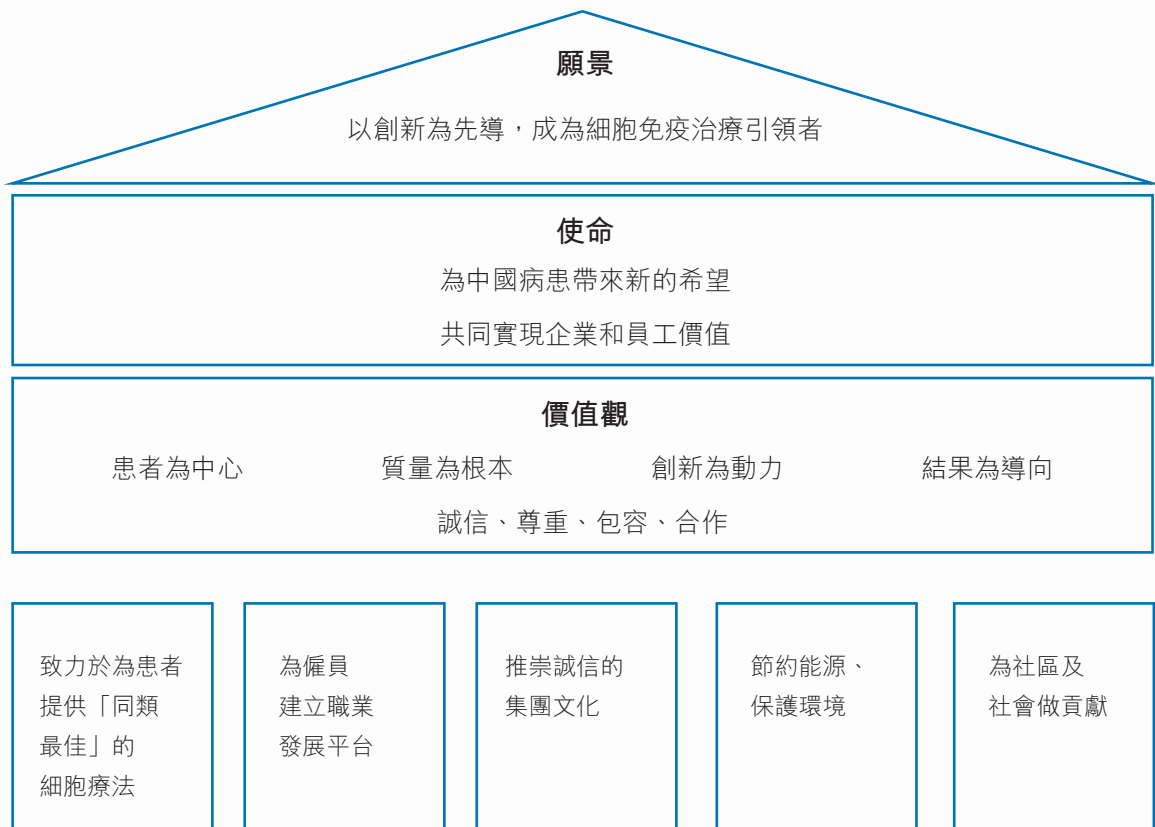 願景
以創新為先導，成為細胞免疫治療引領者
使命
為中國病患帶來新的希望
共同實現企業和員工價值
價值觀
患者為中心 質量為根本 創新為動力 結果為導向
誠信、尊重、包容、合作
致力於為患者
提供「同類
最佳」的
細胞療法
為僱員
建立職業
發展平台
推崇誠信的
集團文化
節約能源、
保護環境
為社區及
社會做貢獻